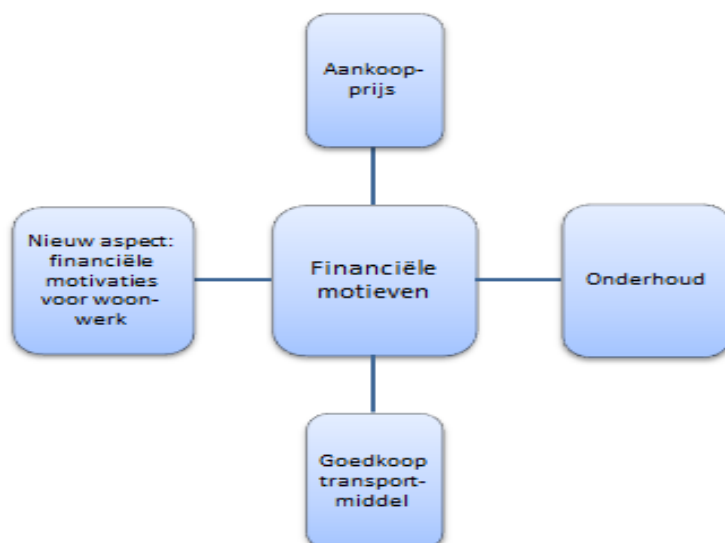 Aankoop-
prijs
Nieuw aspect:
financiële
motivaties
voor woon-
werk
Financiële
motieven
Onderhoud
Goedkoop
transport-
middel